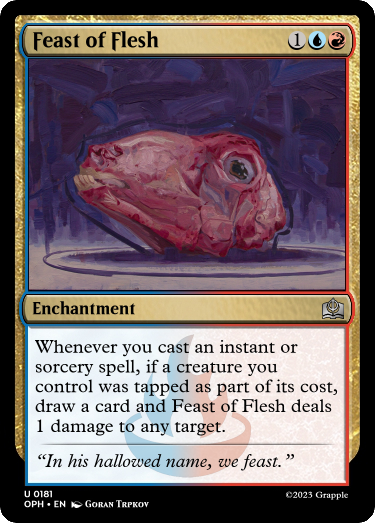 Feast of Flesh
1
Enchantment
Whenever you cast an instant or
sorcery spell, if a creature you
control was tapped as part of its cost,
draw a card and Feast of Flesh deals
1 damage to any target.
“In his hallowed name, we feast.”
U 0181
OPH • EN Goran Trpkov
©2023 Grapple